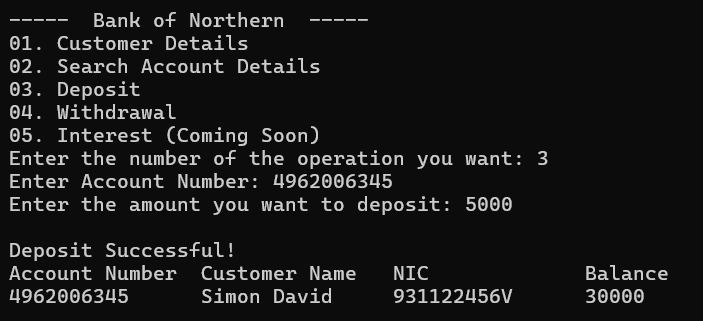 -----  Bank of Northern  -----
01. Customer Details
02. Search Account Details
03. Deposit
04. Withdrawal
05. Interest (Coming Soon)
Enter the number of the operation you want: 3
Enter Account Number: 4962006345
Enter the amount you want to deposit: 5000

Deposit Successful!
Account Number  Customer Name   NIC             Balance
4962006345      Simon David     931122456V      30000